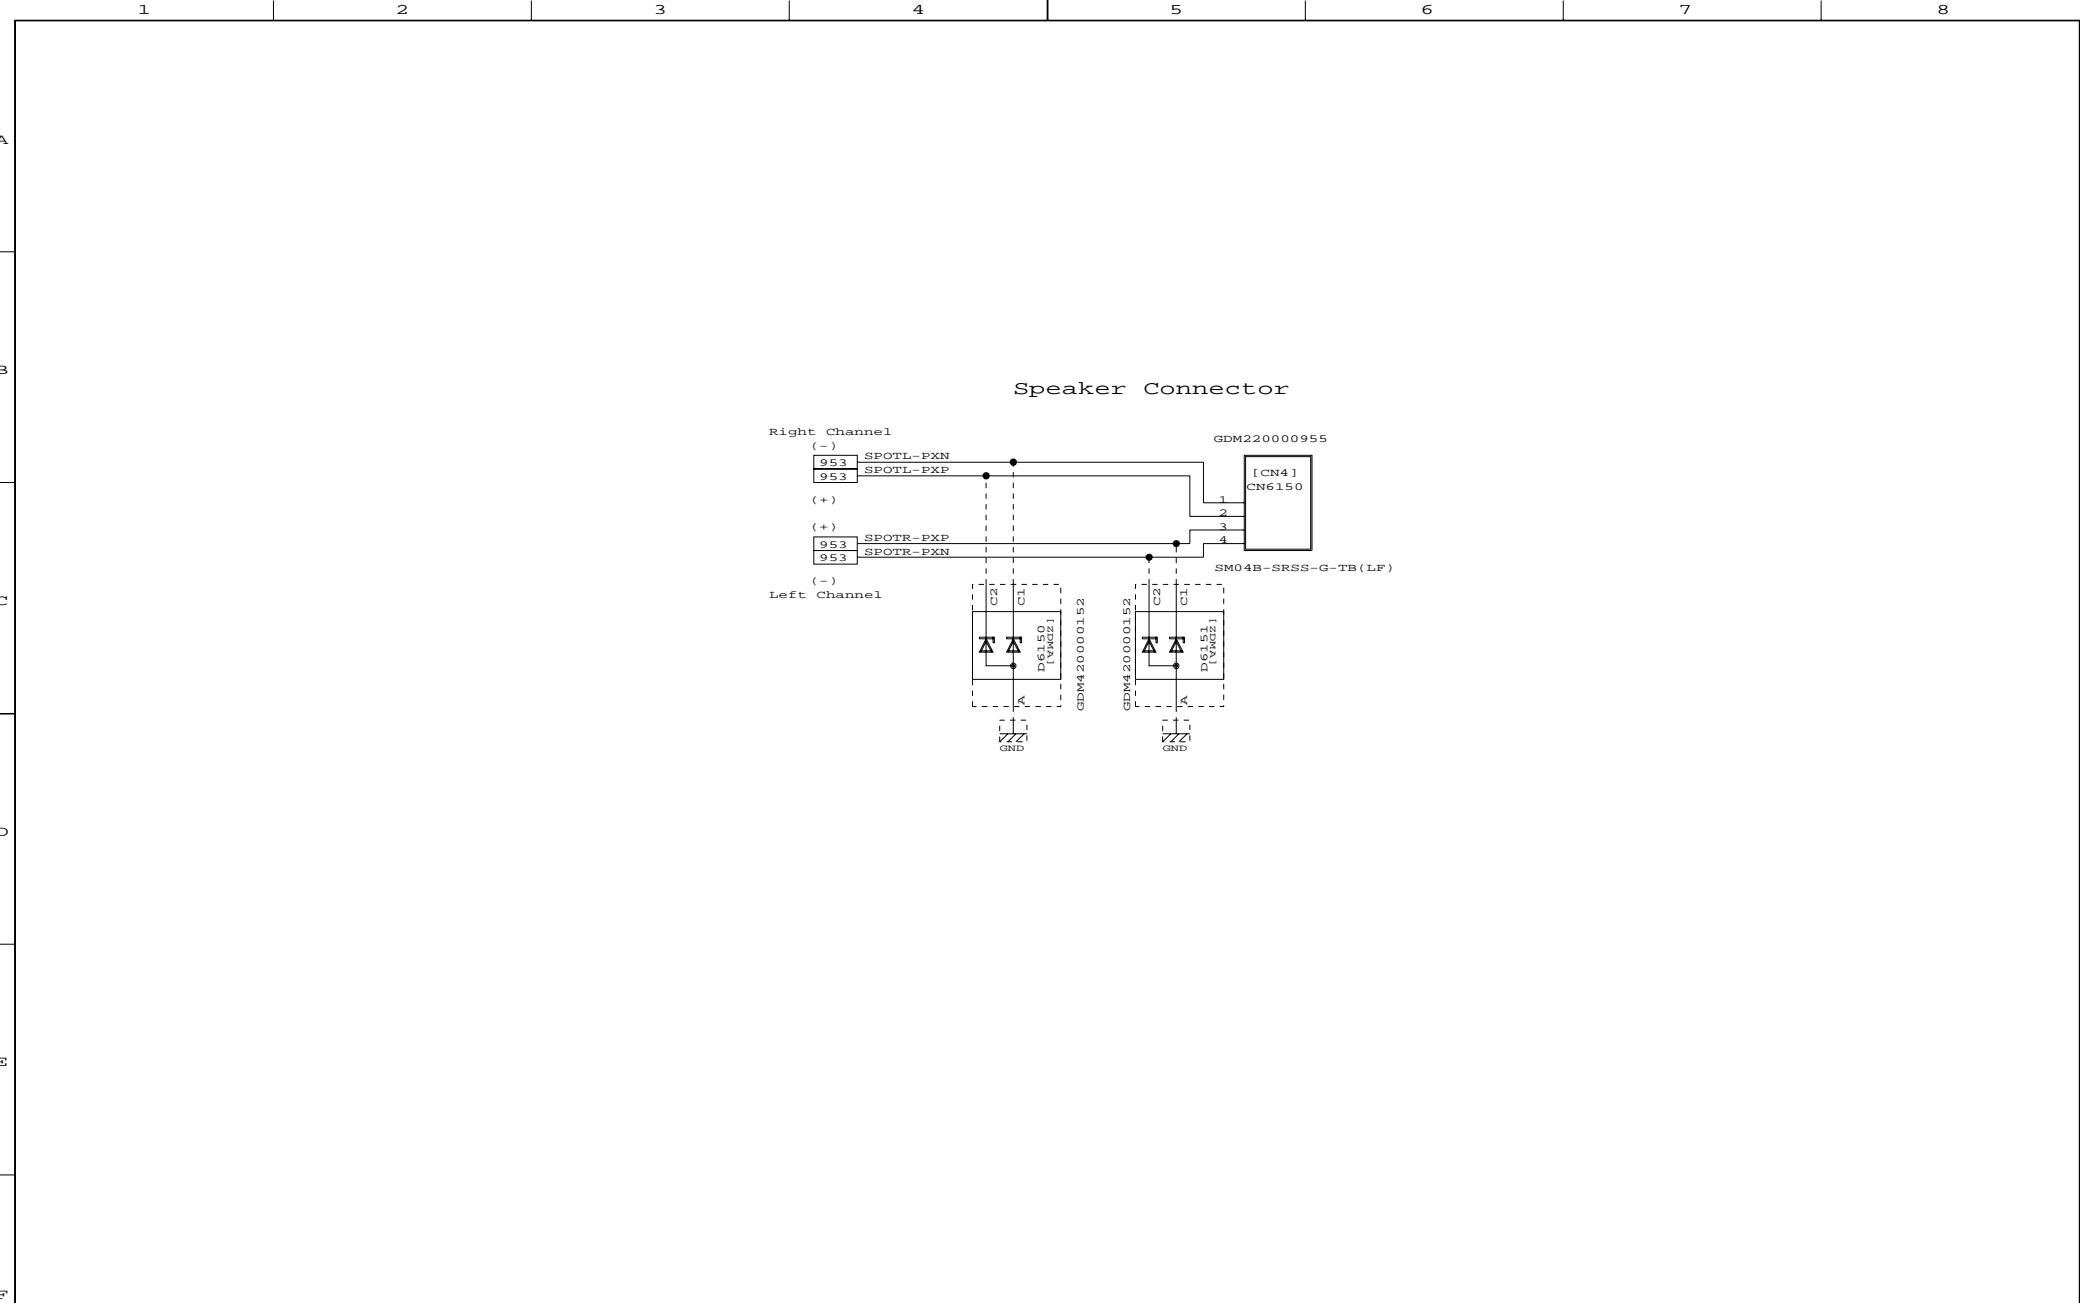 1 2 3 4 5 6 7 8
A
B
Speaker Connector
Right Channel
(-)
GDM220000955
953 SPOTL-PXN
953 SPOTL-PXP
[CN4]
CN6150
(+)
1
2
(+)
3
953 SPOTR-PXP
4
953 SPOTR-PXN
SM04B-SRSS-G-TB(LF)
(-)
Left Channel
C
C2 C1
C2 C1
D6150
[ZDMA]
GDM420000152
GDM420000152
D6151
[ZDMA]
A
A
GND
GND
D
E
F